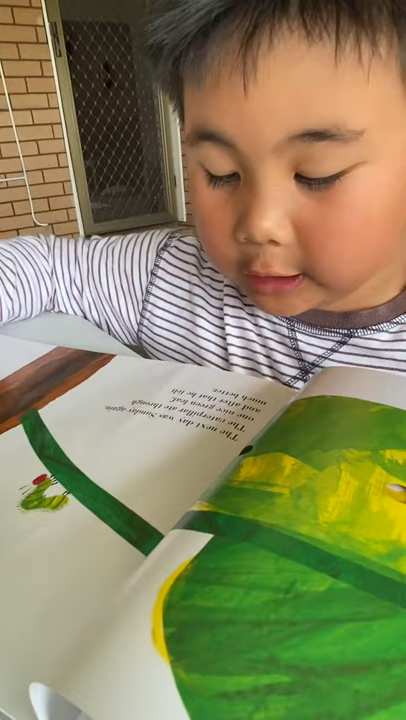 The next day was Sunday again.
The caterpillar ate through
one nice green leaf,
and after that he felt
much better.